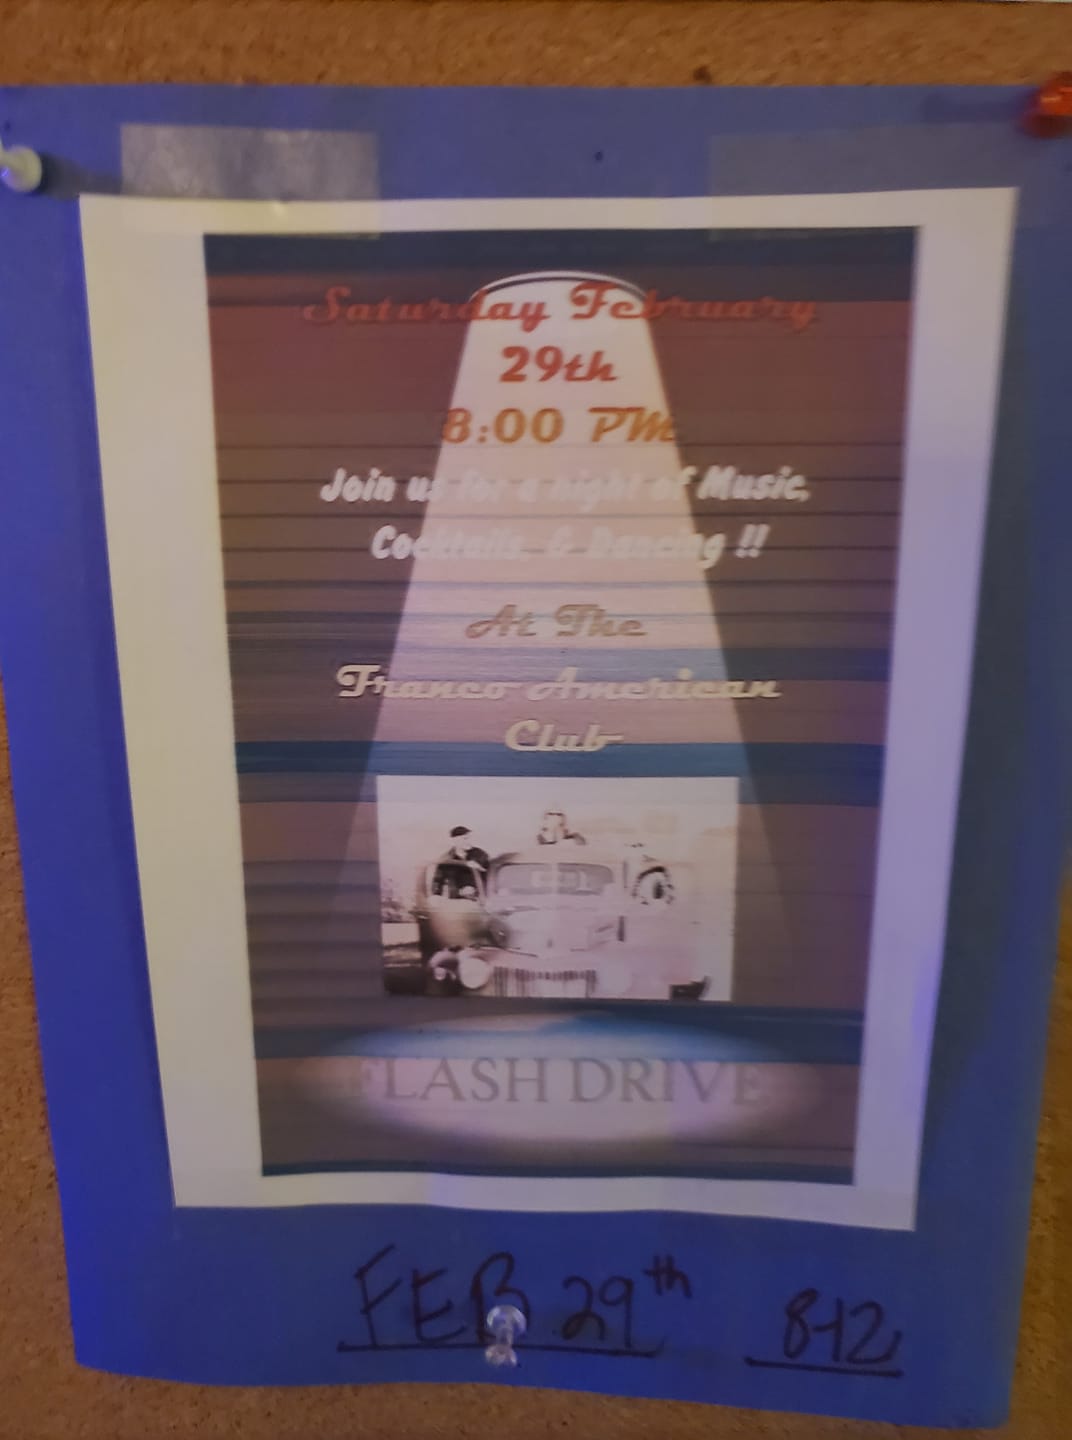 Saturday February
29th
8:00 PM
Join us for a night of Music,
Cocktails, & Dancing !!
At The
Franco American
Club
FLASH DRIVE
FEB 29th 8-12